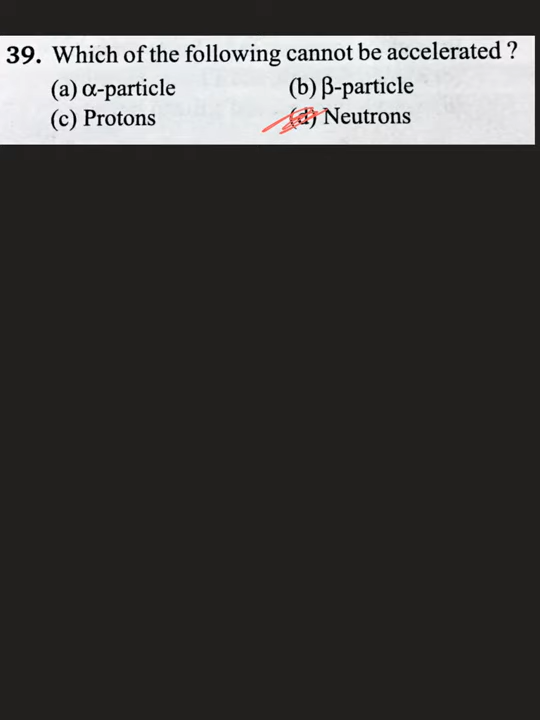 39. Which of the following cannot be accelerated ?
(a) α-particle (b) β-particle
(c) Protons (d) Neutrons